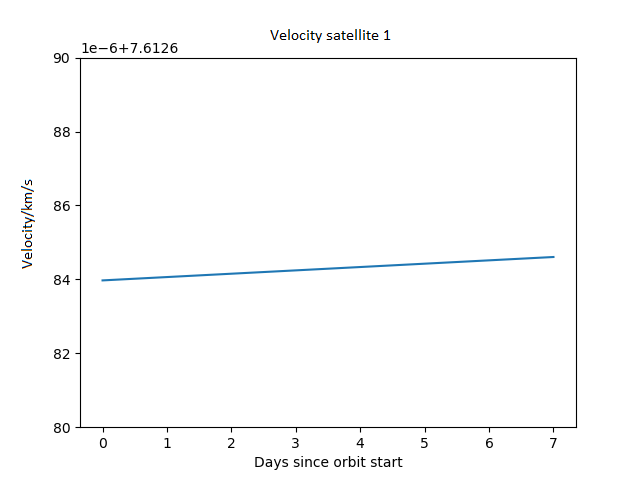 Velocity satellite 1
1e−6+7.6126
90
88
86
84
82
80
Velocity/km/s
0 1 2 3 4 5 6 7
Days since orbit start